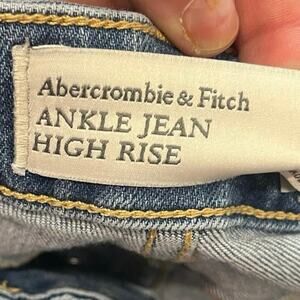 Abercrombie & Fitch
ANKLE JEAN
HIGH RISE